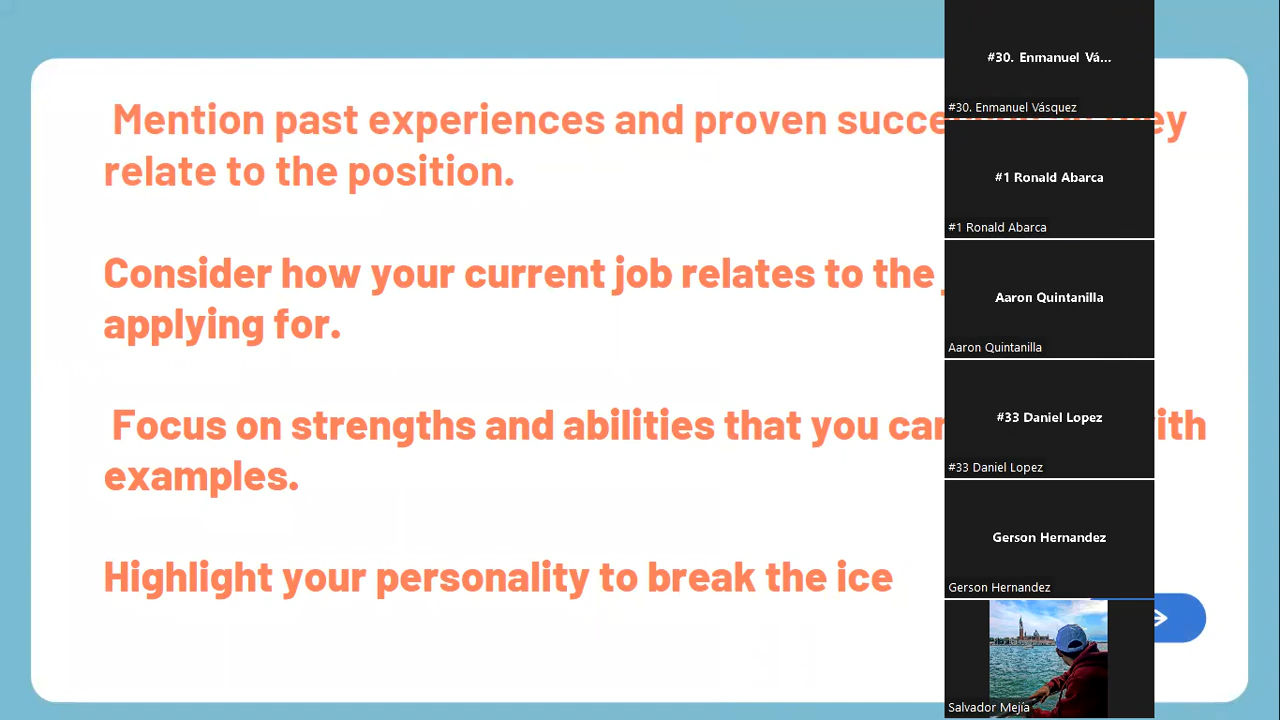 Mention past experiences and proven
relate to the position.
Consider how your current job relates to the
applying for.
Focus on strengths and abilities that you
examples.
Highlight your personality to break the ice
#30. Enmanuel Vá...
#30. Enmanuel Vásquez
#1 Ronald Abarca
#1 Ronald Abarca
Aaron Quintanilla
Aaron Quintanilla
#33 Daniel Lopez
#33 Daniel Lopez
Gerson Hernandez
Gerson Hernandez
Salvador Mejía